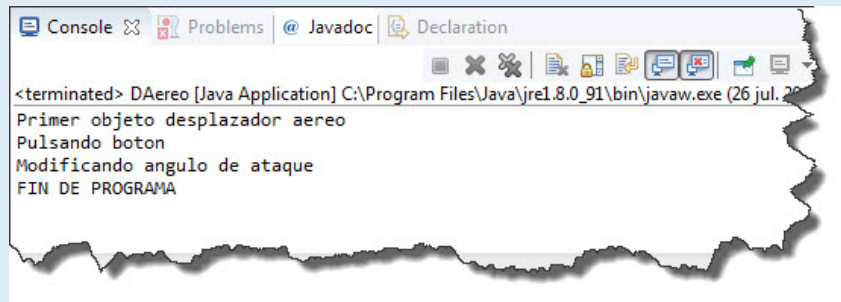 Console Problems @ Javadoc Declaration
<terminated> DAereo [Java Application] C:\Program Files\Java\jre1.8.0_91\bin\javaw.exe (26 jul.
Primer objeto desplazador aereo
Pulsando boton
Modificando angulo de ataque
FIN DE PROGRAMA